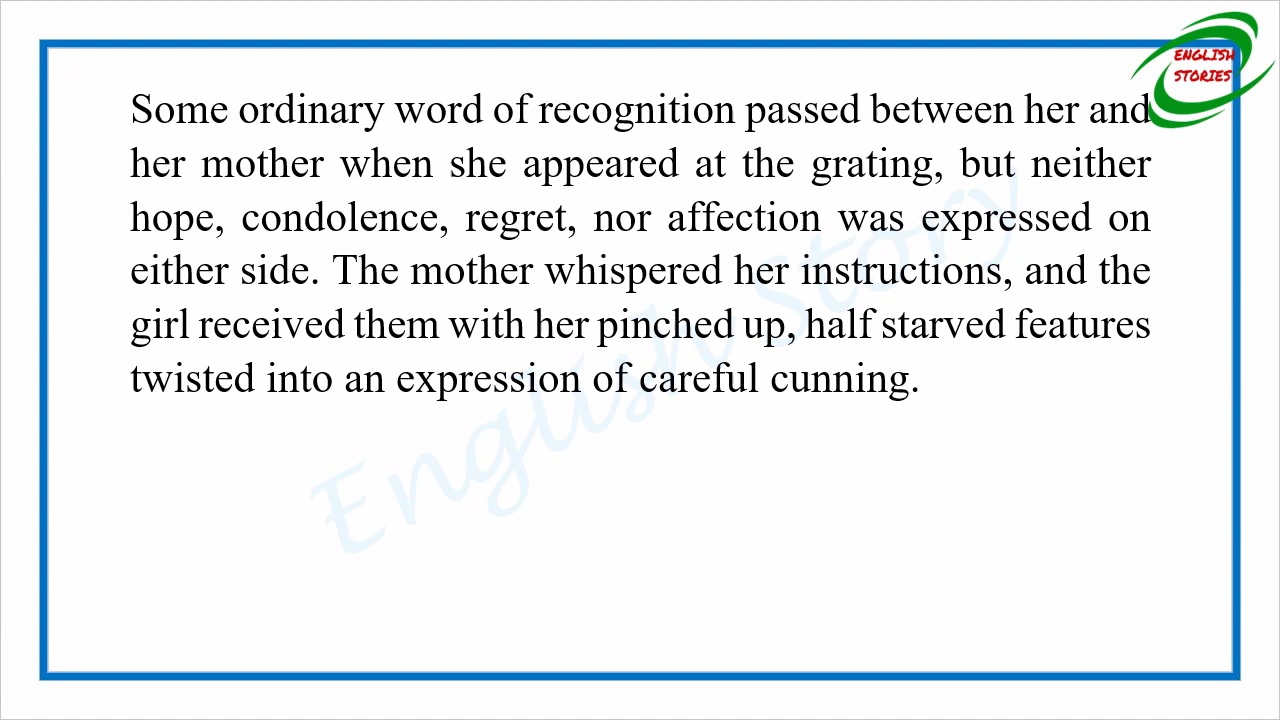 ENGLISH
STORIES
Some ordinary word of recognition passed between her and
her mother when she appeared at the grating, but neither
hope, condolence, regret, nor affection was expressed on
either side. The mother whispered her instructions, and the
girl received them with her pinched up, half starved features
twisted into an expression of careful cunning.
English Story